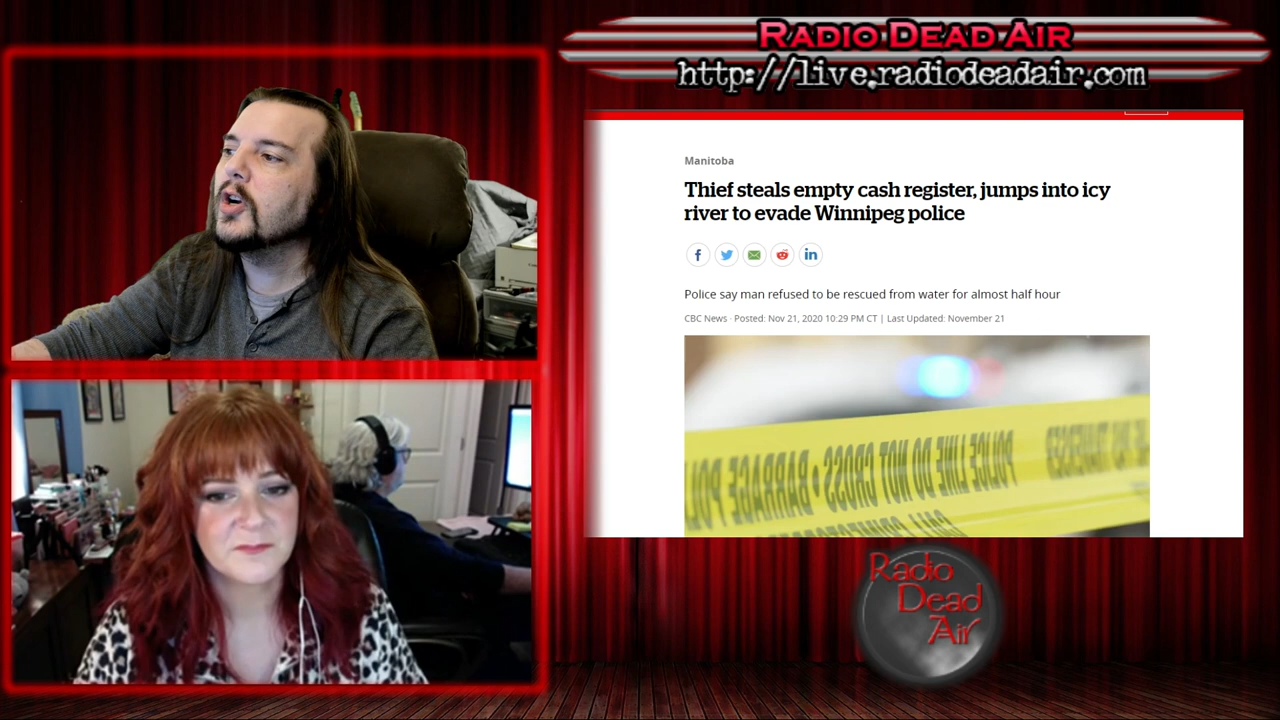 RADIO DEAD AIR
http://live.radiodeadair.com
Manitoba
Thief steals empty cash register, jumps into icy
river to evade Winnipeg police
Police say man refused to be rescued from water for almost half hour
CBC News · Posted: Nov 21, 2020 10:29 PM CT | Last Updated: November 21
POLICE LINE DO NOT CROSS • BARRAGE POL
Radio
Dead
Air